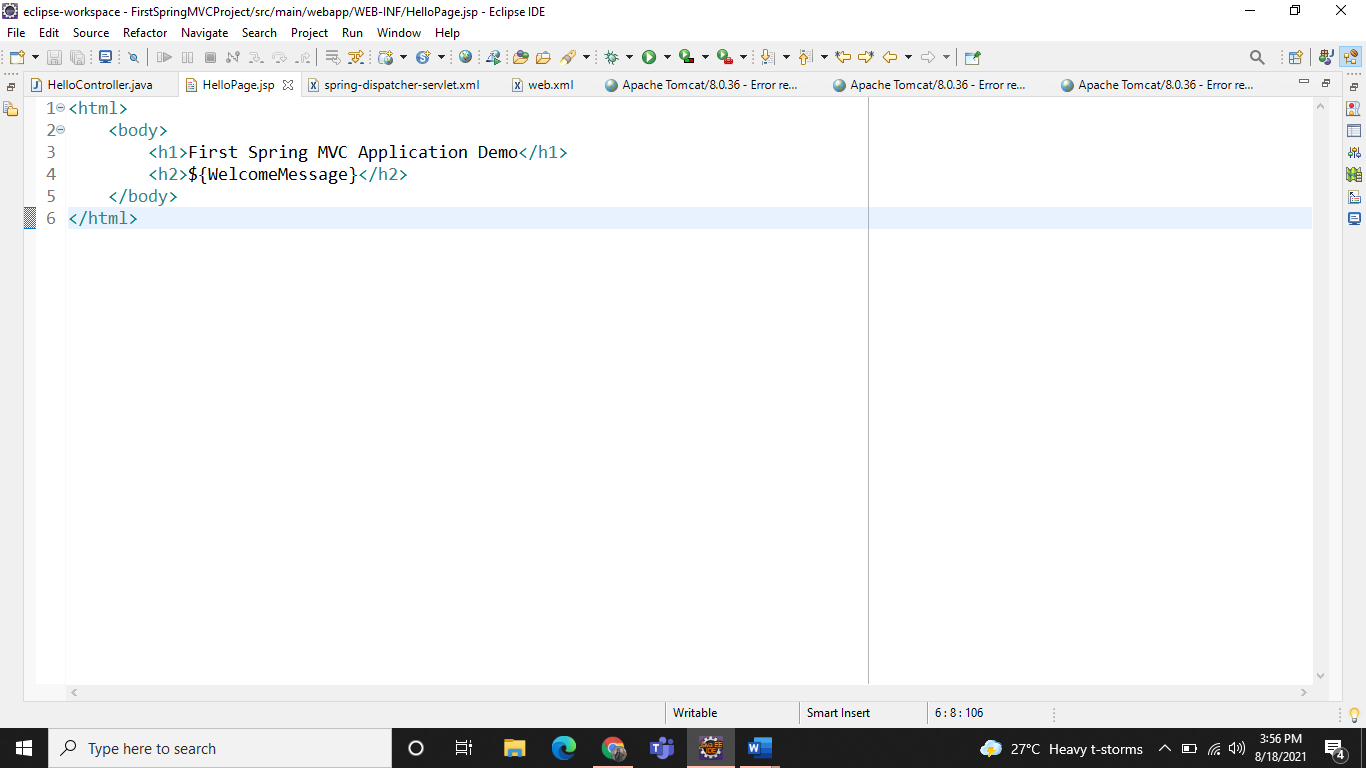 eclipse-workspace - FirstSpringMVCProject/src/main/webapp/WEB-INF/HelloPage.jsp - Eclipse IDE
File Edit Source Refactor Navigate Search Project Run Window Help
HelloController.java HelloPage.jsp spring-dispatcher-servlet.xml web.xml Apache Tomcat/8.0.36 - Error re... Apache Tomcat/8.0.36 - Error re... Apache Tomcat/8.0.36 - Error re...
1 <html>
2 <body>
3 <h1>First Spring MVC Application Demo</h1>
4 <h2>${WelcomeMessage}</h2>
5 </body>
6 </html>
Writable Smart Insert 6 : 8 : 106
Type here to search 27°C Heavy t-storms 3:56 PM
8/18/2021 4